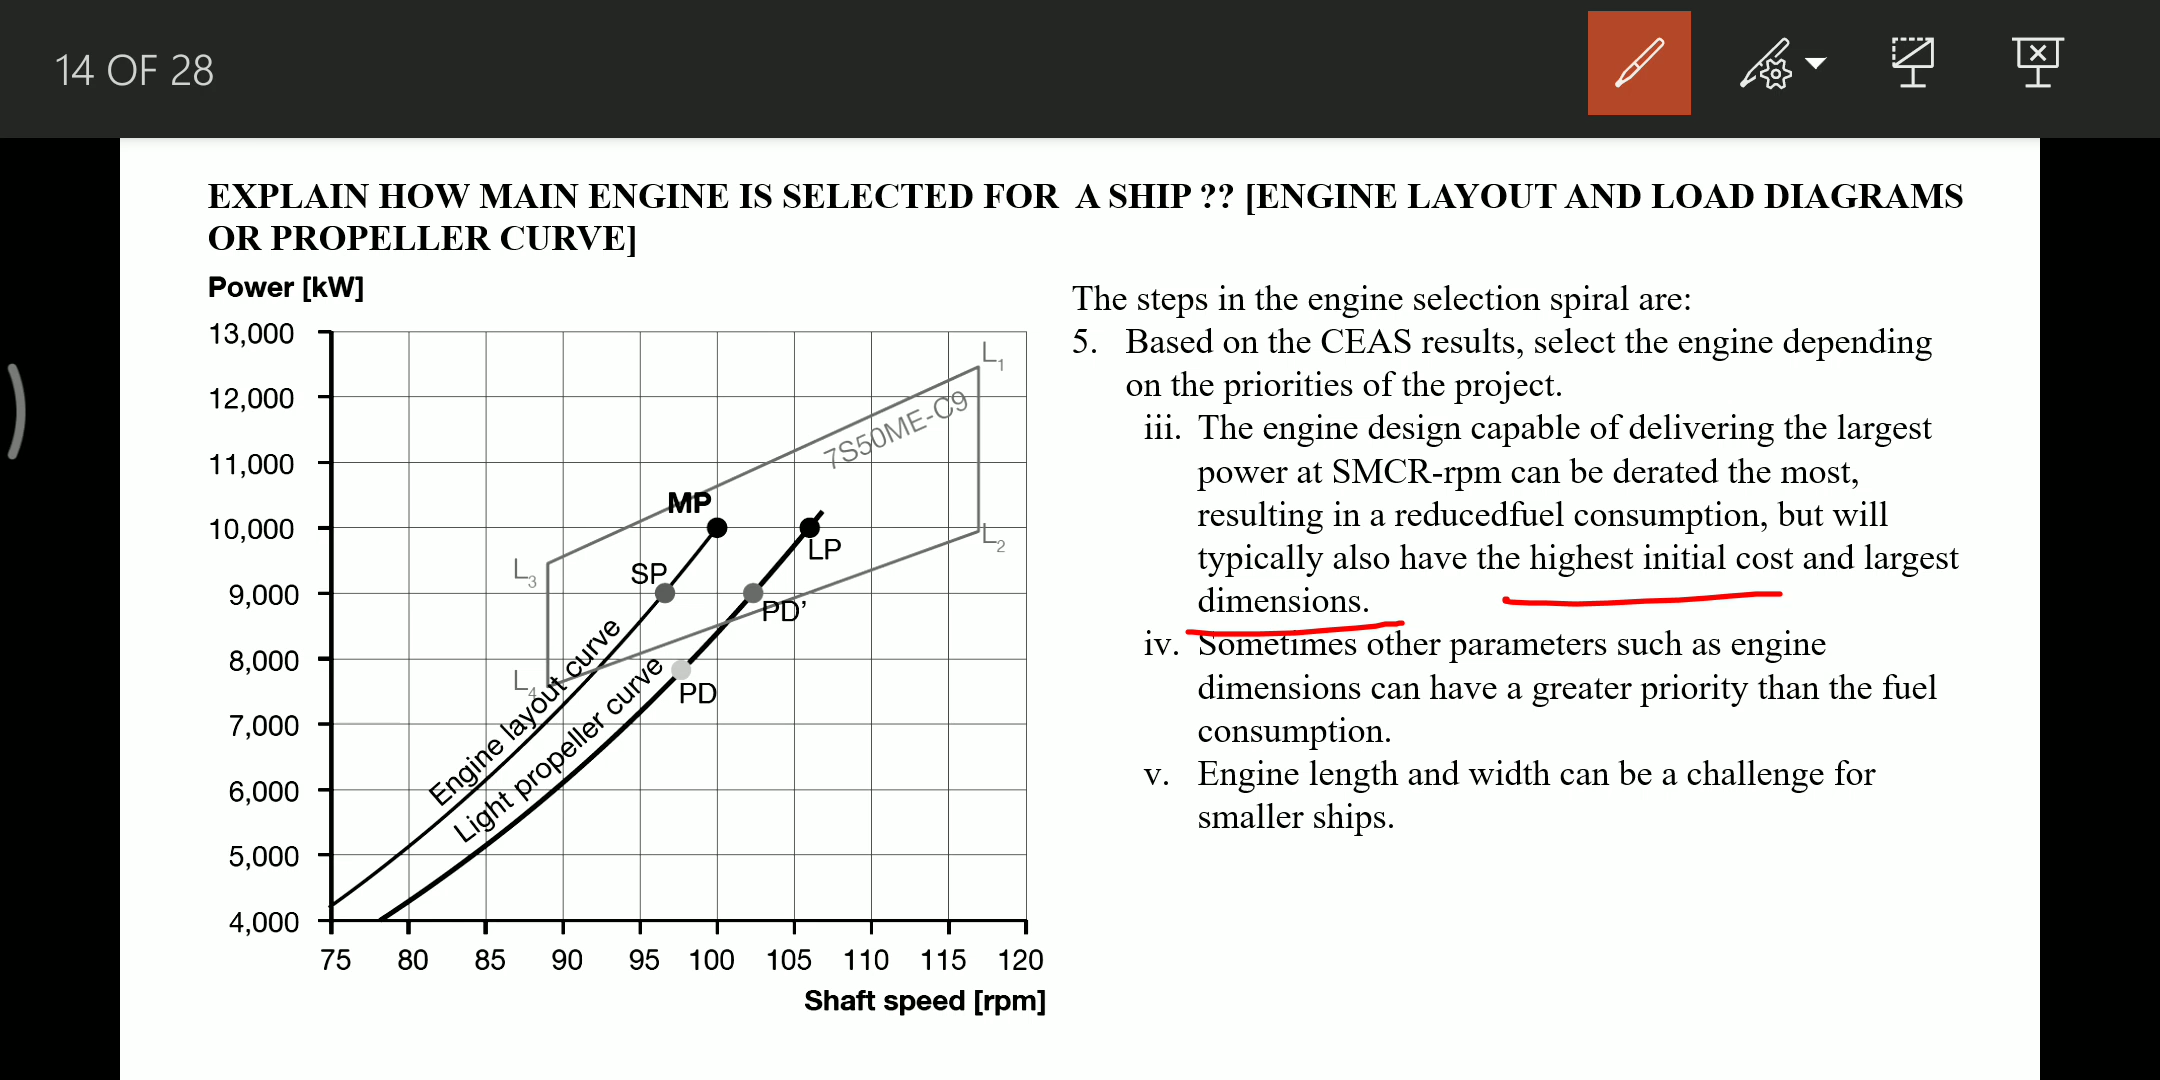 14 OF 28
EXPLAIN HOW MAIN ENGINE IS SELECTED FOR A SHIP ?? [ENGINE LAYOUT AND LOAD DIAGRAMS
OR PROPELLER CURVE]
Power [kW]
13,000
12,000
11,000
10,000
9,000
8,000
7,000
6,000
5,000
4,000
L1
7S50ME-C9
MP
L2
LP
L3
SP
PD’
L4
PD
Engine layout curve
Light propeller curve
75 80 85 90 95 100 105 110 115 120
Shaft speed [rpm]
The steps in the engine selection spiral are:
5. Based on the CEAS results, select the engine depending
on the priorities of the project.
iii. The engine design capable of delivering the largest
power at SMCR-rpm can be derated the most,
resulting in a reducedfuel consumption, but will
typically also have the highest initial cost and largest
dimensions.
iv. Sometimes other parameters such as engine
dimensions can have a greater priority than the fuel
consumption.
v. Engine length and width can be a challenge for
smaller ships.